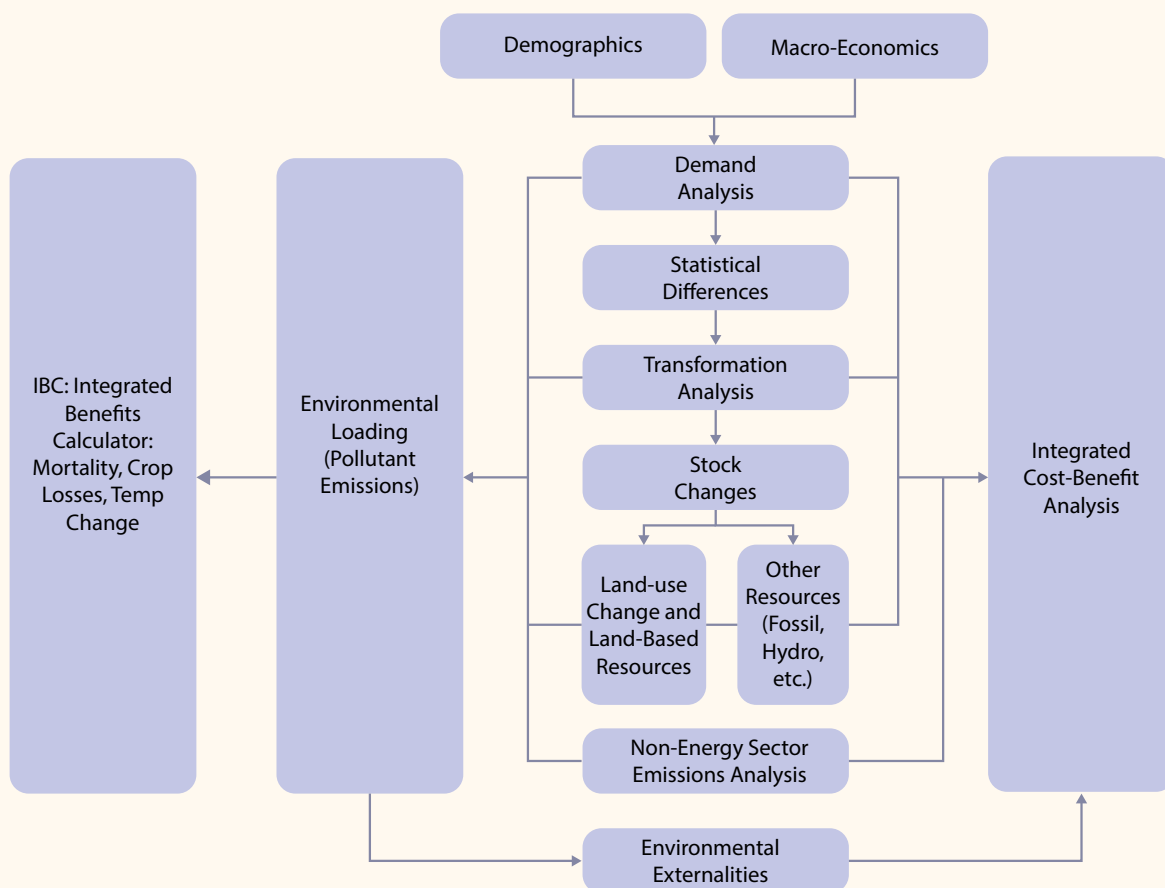 Demographics
Macro-Economics
Demand
Analysis
Statistical
Differences
Transformation
Analysis
Stock
Changes
Land-use
Change and
Land-Based
Resources
Other
Resources
(Fossil,
Hydro,
etc.)
Non-Energy Sector
Emissions Analysis
Environmental
Externalities
IBC: Integrated
Benefits
Calculator:
Mortality, Crop
Losses, Temp
Change
Environmental
Loading
(Pollutant
Emissions)
Integrated
Cost-Benefit
Analysis